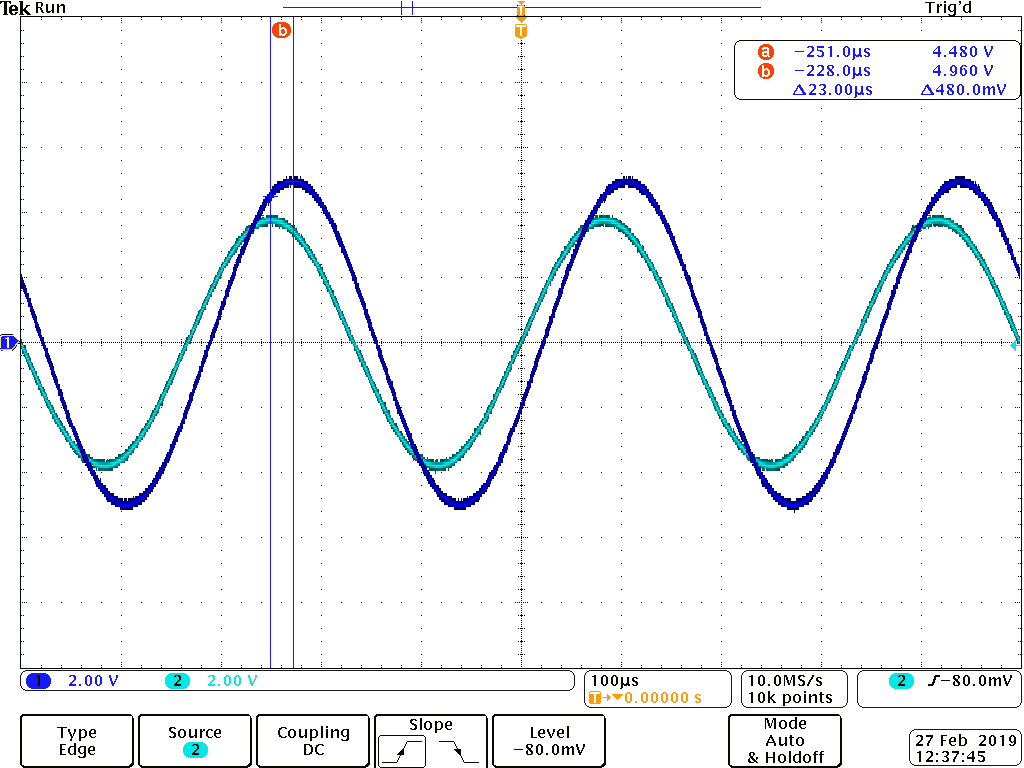 Tek Run Trig'd
T
b T
a −251.0µs 4.480 V
b −228.0µs 4.960 V
Δ23.00µs Δ480.0mV
1
1 2.00 V 2 2.00 V 100µs 10.0MS/s 2 −80.0mV
T→▼0.00000 s 10k points
Type Source Coupling Slope Level Mode
Edge 2 DC −80.0mV Auto
& Holdoff
27 Feb 2019
12:37:45